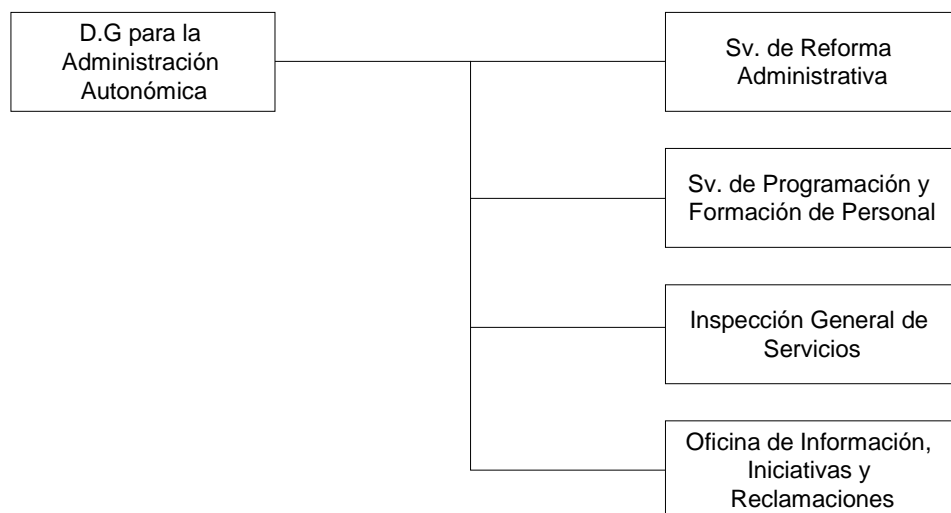 D.G para la
Administración
Autonómica
Sv. de Reforma
Administrativa
Sv. de Programación y
Formación de Personal
Inspección General de
Servicios
Oficina de Información,
Iniciativas y
Reclamaciones